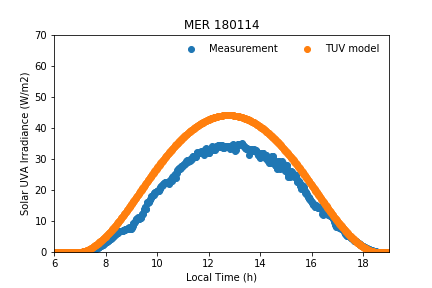 MER 180114
Measurement TUV model
70
60
50
40
30
20
10
0
Solar UVA Irradiance (W/m2)
6 8 10 12 14 16 18
Local Time (h)